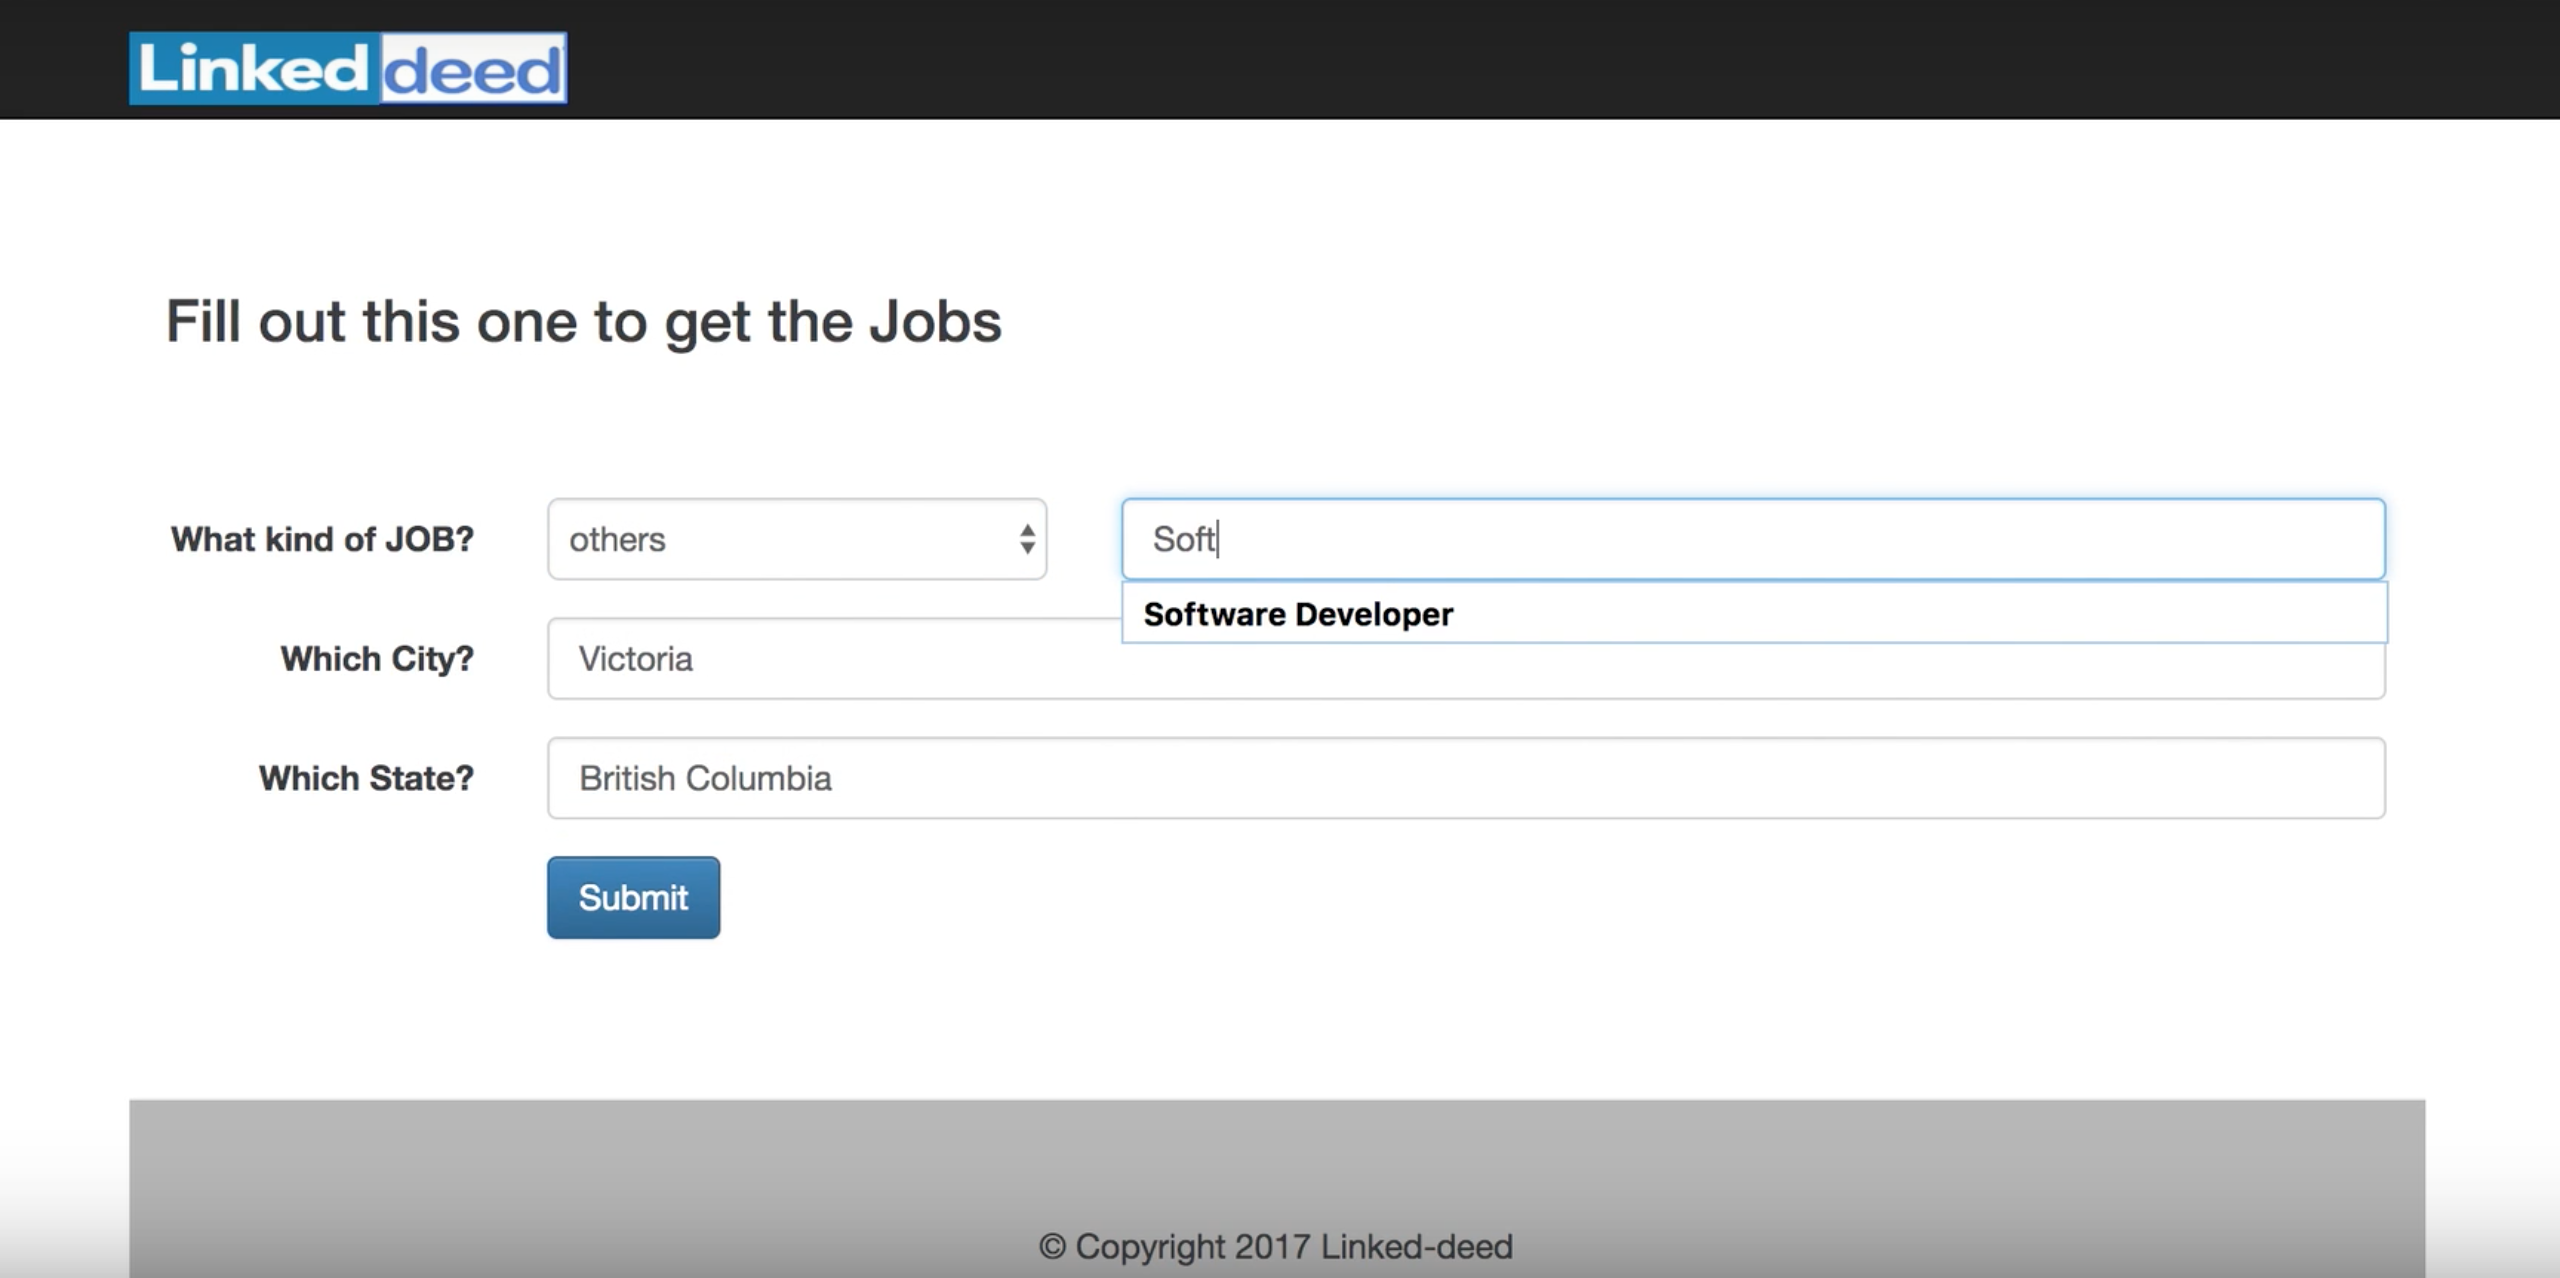 Linked deed
Fill out this one to get the Jobs
What kind of JOB? others Soft
Software Developer
Which City? Victoria
Which State? British Columbia
Submit
© Copyright 2017 Linked-deed